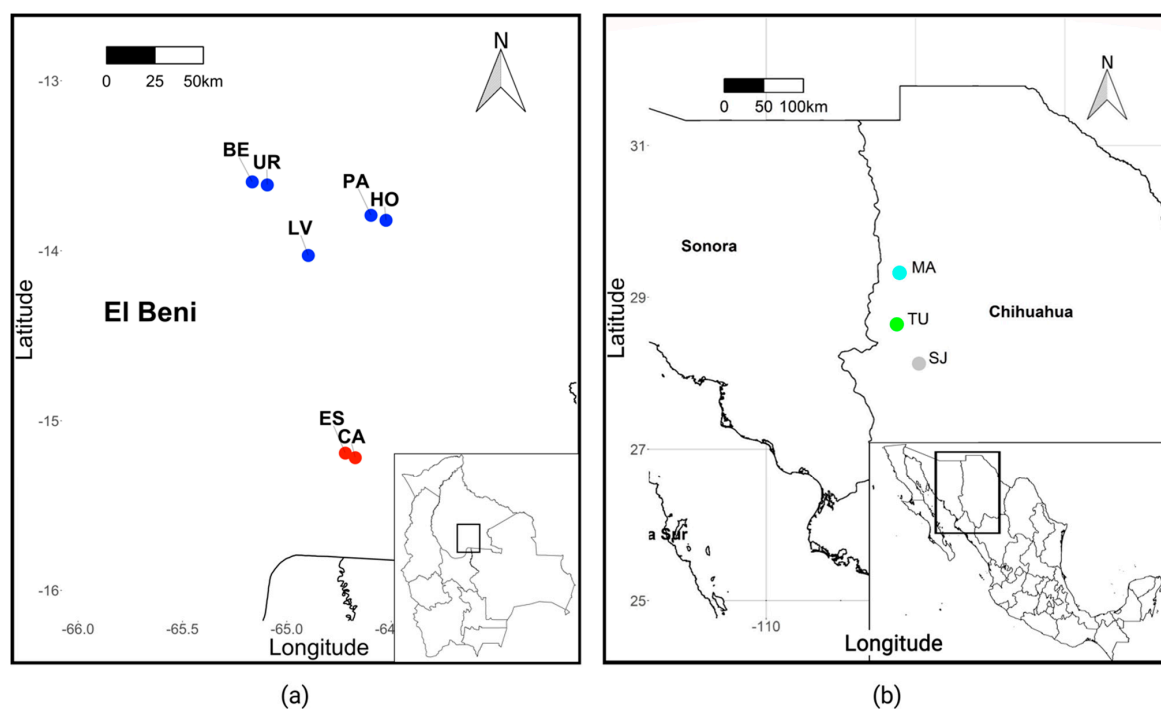 N
0 25 50km
-13
BE
UR
PA
HO
LV
-14
El Beni
Latitude
ES
CA
-15
-16
-66.0 -65.5 -65.0 -64
Longitude
(a)
N
0 50 100km
31
Sonora
MA
29
Chihuahua
TU
Latitude
SJ
27
a Sur
25
-110
Longitude
(b)